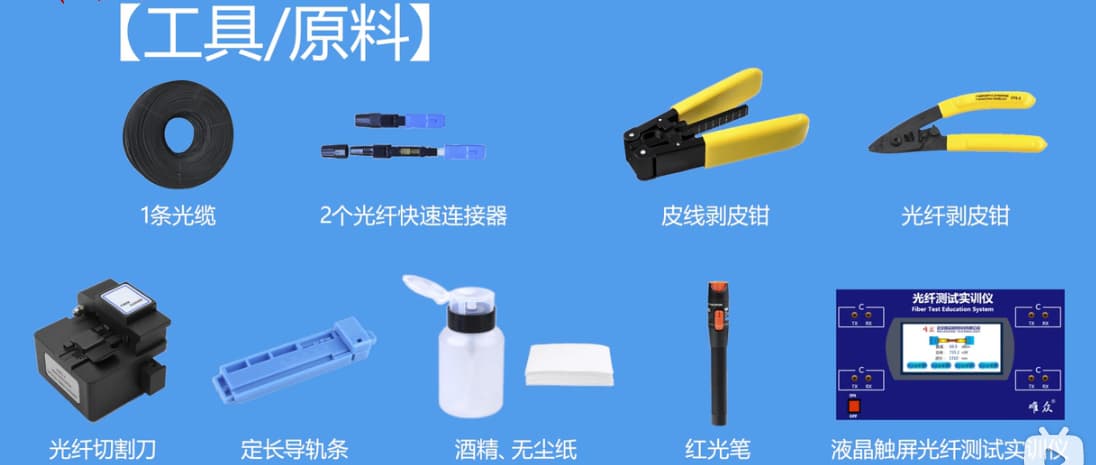 【工具/原料】
1条光缆
2个光纤快速连接器
皮线剥皮钳
光纤剥皮钳
光纤测试实训仪
Fiber Test Education System
C
C
TX RX
TX RX
C
C
TX RX
TX RX
ON
OFF
唯众®
光纤切割刀
定长导轨条
酒精、无尘纸
红光笔
液晶触屏光纤测试实训仪